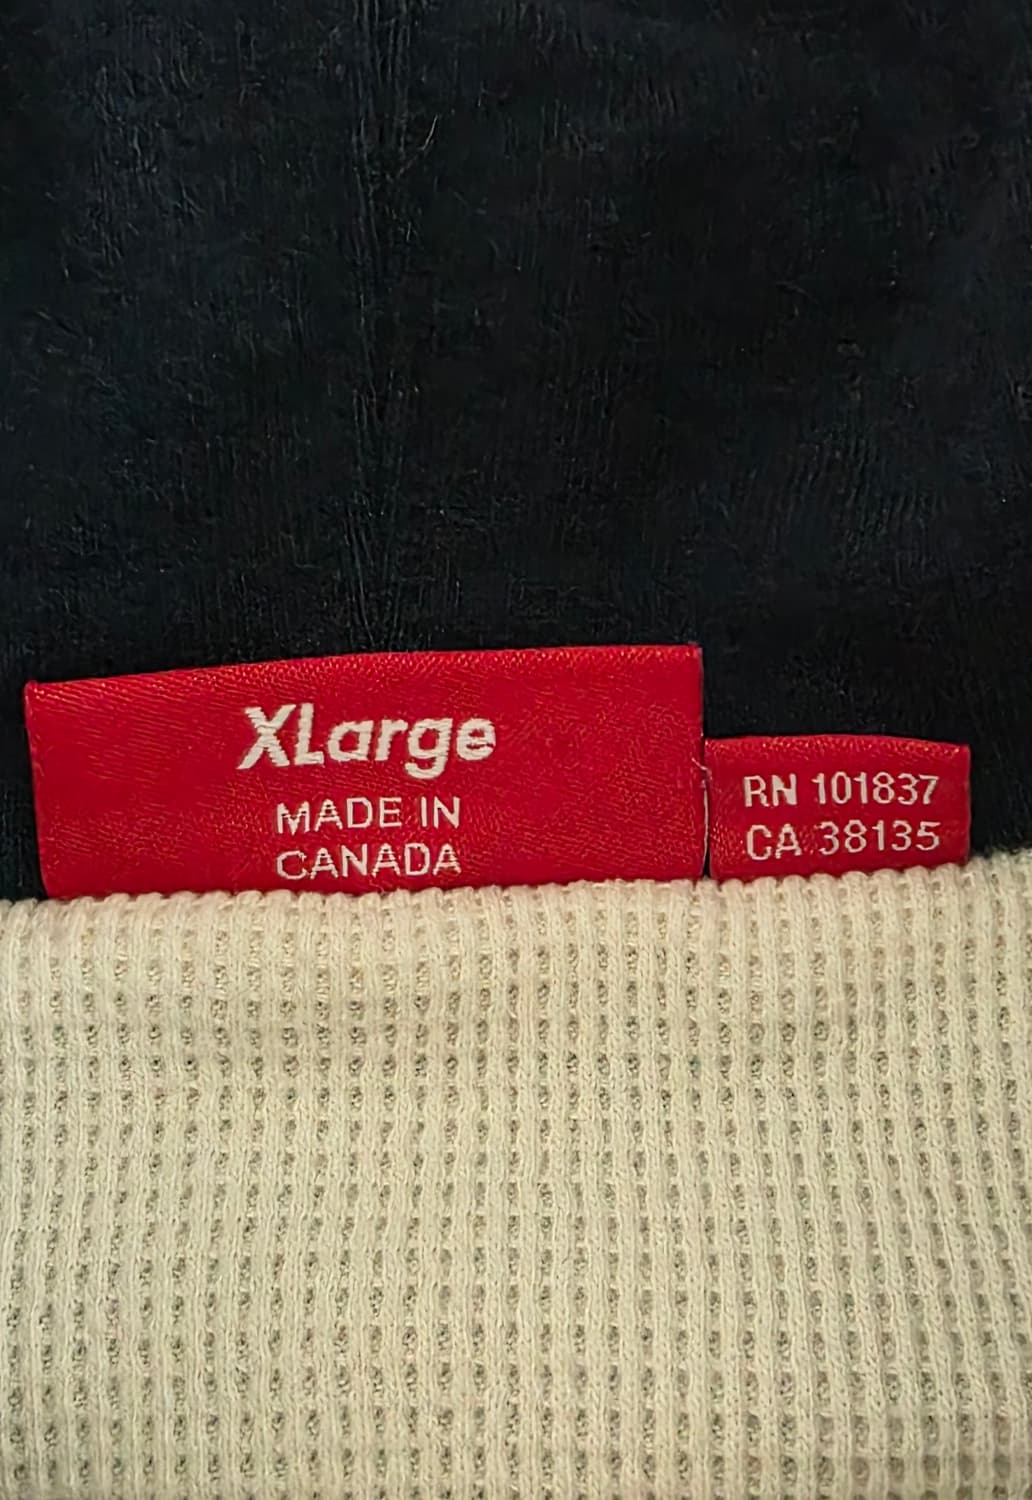 XLarge
MADE IN
CANADA
RN 101837
CA 38135